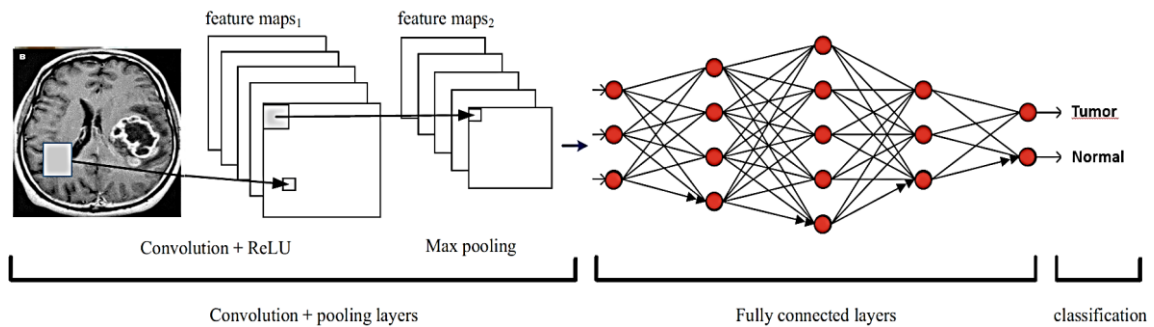 feature maps₁
feature maps₂
B
Tumor
Normal
Convolution + ReLU
Max pooling
Convolution + pooling layers
Fully connected layers
classification